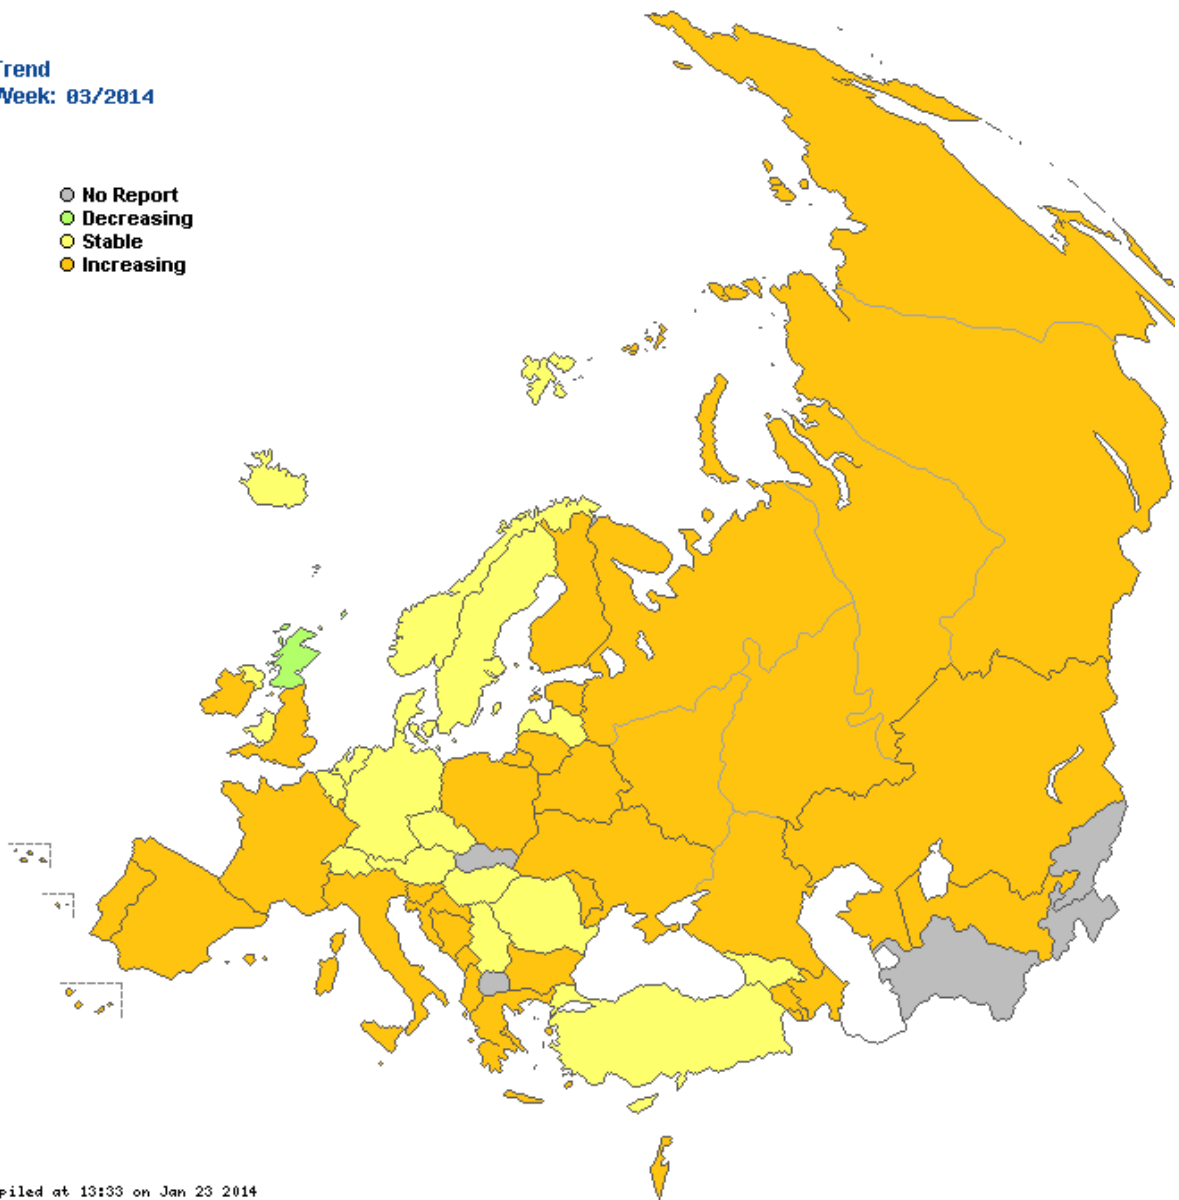 Trend
Week: 03/2014
No Report
Decreasing
Stable
Increasing
piled at 13:33 on Jan 23 2014